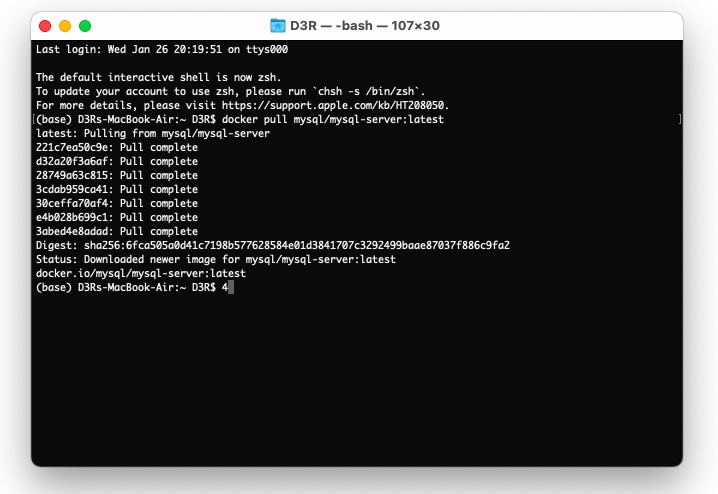 D3R — -bash — 107×30
Last login: Wed Jan 26 20:19:51 on ttys000
The default interactive shell is now zsh.
To update your account to use zsh, please run `chsh -s /bin/zsh`.
For more details, please visit https://support.apple.com/kb/HT208050.
[(base) D3Rs-MacBook-Air:~ D3R$ docker pull mysql/mysql-server:latest ]
latest: Pulling from mysql/mysql-server
221c7ea50c9e: Pull complete
d32a20f3a6af: Pull complete
28749a63c815: Pull complete
3cdab959ca41: Pull complete
30ceffa70af4: Pull complete
e4b028b699c1: Pull complete
3abed4e8adad: Pull complete
Digest: sha256:6fca505a0d41c7198b577628584e01d3841707c3292499baae87037f886c9fa2
Status: Downloaded newer image for mysql/mysql-server:latest
docker.io/mysql/mysql-server:latest
(base) D3Rs-MacBook-Air:~ D3R$ 4